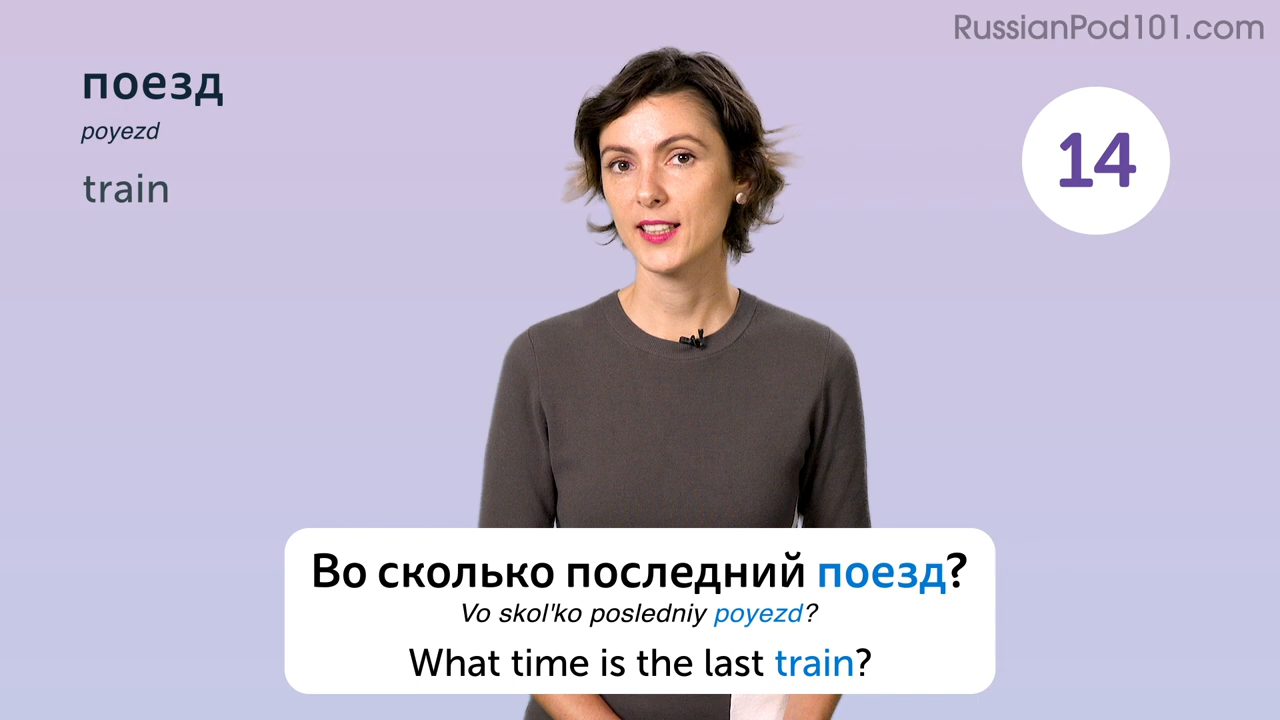 RussianPod101.com
поезд
poyezd
train
14
Во сколько последний поезд?
Vo skol'ko posledniy poyezd?
What time is the last train?